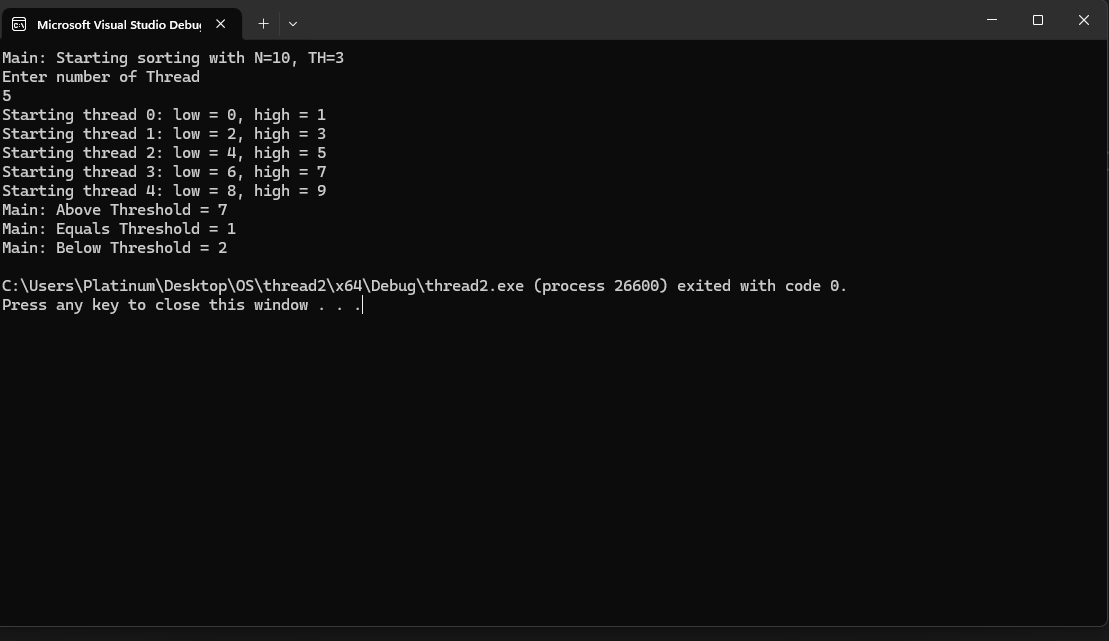 Microsoft Visual Studio Debu
Main: Starting sorting with N=10, TH=3
Enter number of Thread
5
Starting thread 0: low = 0, high = 1
Starting thread 1: low = 2, high = 3
Starting thread 2: low = 4, high = 5
Starting thread 3: low = 6, high = 7
Starting thread 4: low = 8, high = 9
Main: Above Threshold = 7
Main: Equals Threshold = 1
Main: Below Threshold = 2
C:\Users\Platinum\Desktop\OS\thread2\x64\Debug\thread2.exe (process 26600) exited with code 0.
Press any key to close this window . . .